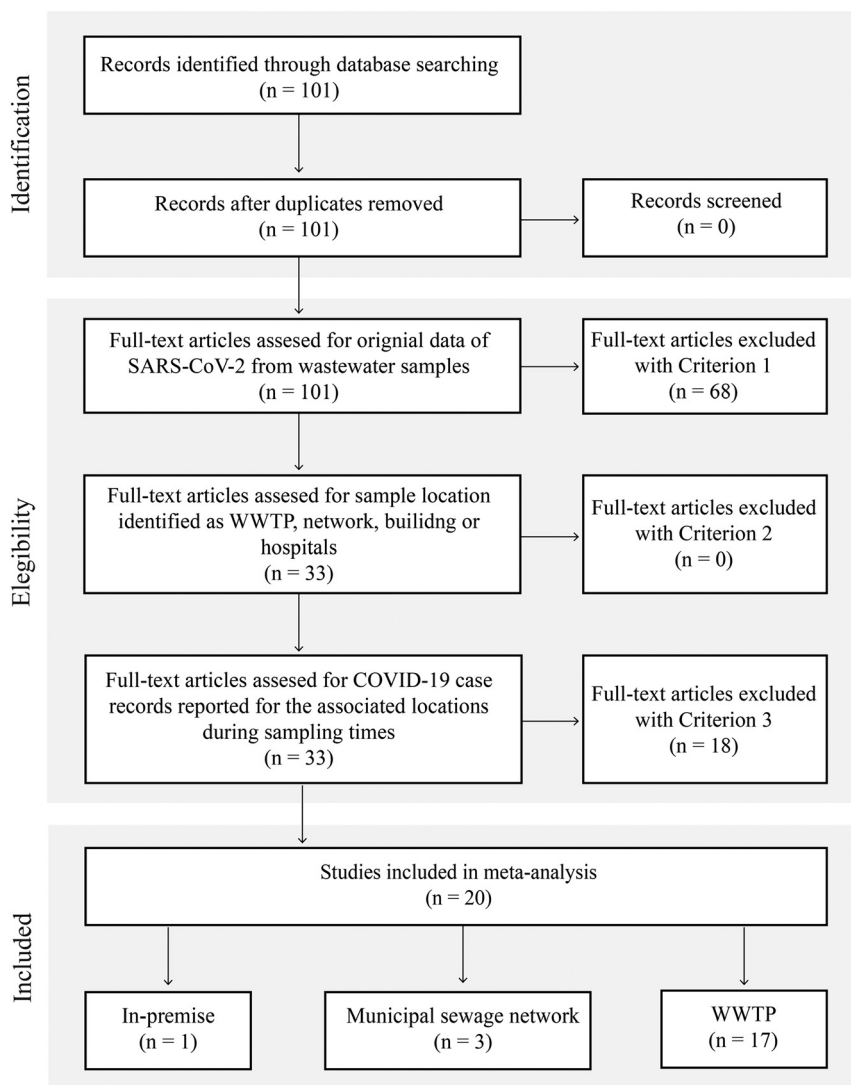 Identification
Records identified through database searching
(n = 101)
Records after duplicates removed
(n = 101)
Records screened
(n = 0)
Elegibility
Full-text articles assesed for orignial data of
SARS-CoV-2 from wastewater samples
(n = 101)
Full-text articles excluded
with Criterion 1
(n = 68)
Full-text articles assesed for sample location
identified as WWTP, network, builidng or
hospitals
(n = 33)
Full-text articles excluded
with Criterion 2
(n = 0)
Full-text articles assesed for COVID-19 case
records reported for the associated locations
during sampling times
(n = 33)
Full-text articles excluded
with Criterion 3
(n = 18)
Included
Studies included in meta-analysis
(n = 20)
In-premise
(n = 1)
Municipal sewage network
(n = 3)
WWTP
(n = 17)